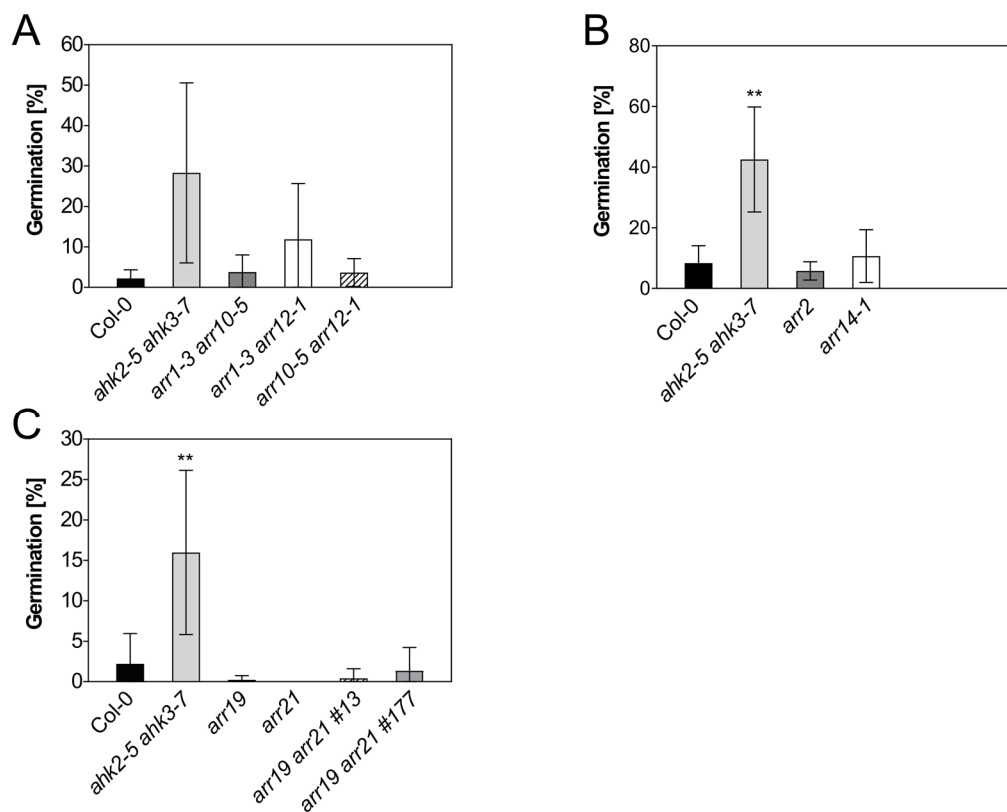 A
Germination [%]
60
50
40
30
20
10
0
Col-0
ahk2-5 ahk3-7
arr1-3 arr10-5
arr1-3 arr12-1
arr10-5 arr12-1
B
Germination [%]
80
60
40
20
0
**
Col-0
ahk2-5 ahk3-7
arr2
arr14-1
C
Germination [%]
30
25
20
15
10
5
0
**
Col-0
ahk2-5 ahk3-7
arr19
arr21
arr19 arr21 #13
arr19 arr21 #177